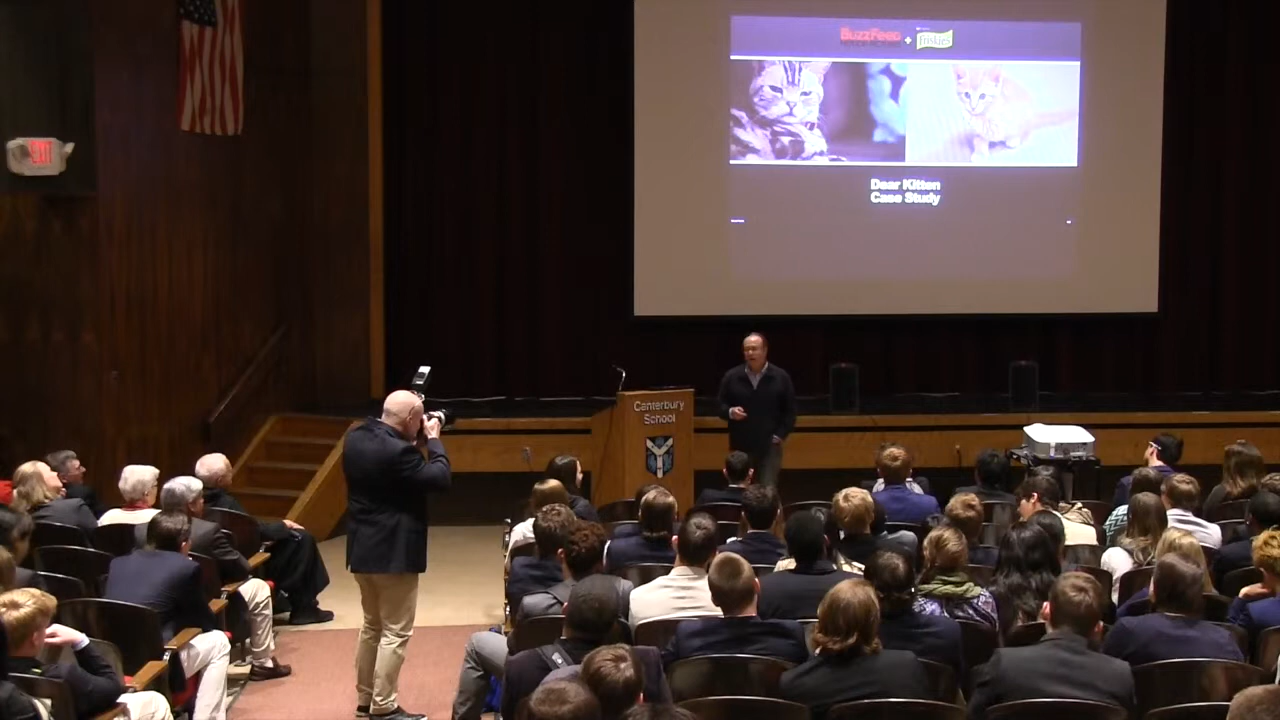 BuzzFeed
+
friskies
EXIT
Dear Kitten
Case Study
Canterbury
School